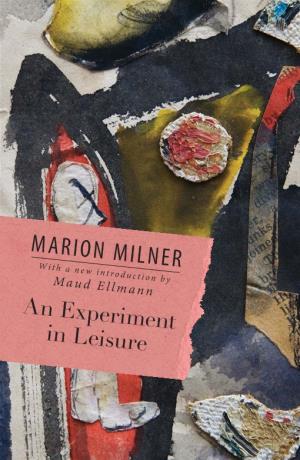 MARION MILNER
With a new introduction by
Maud Ellmann
An Experiment
in Leisure